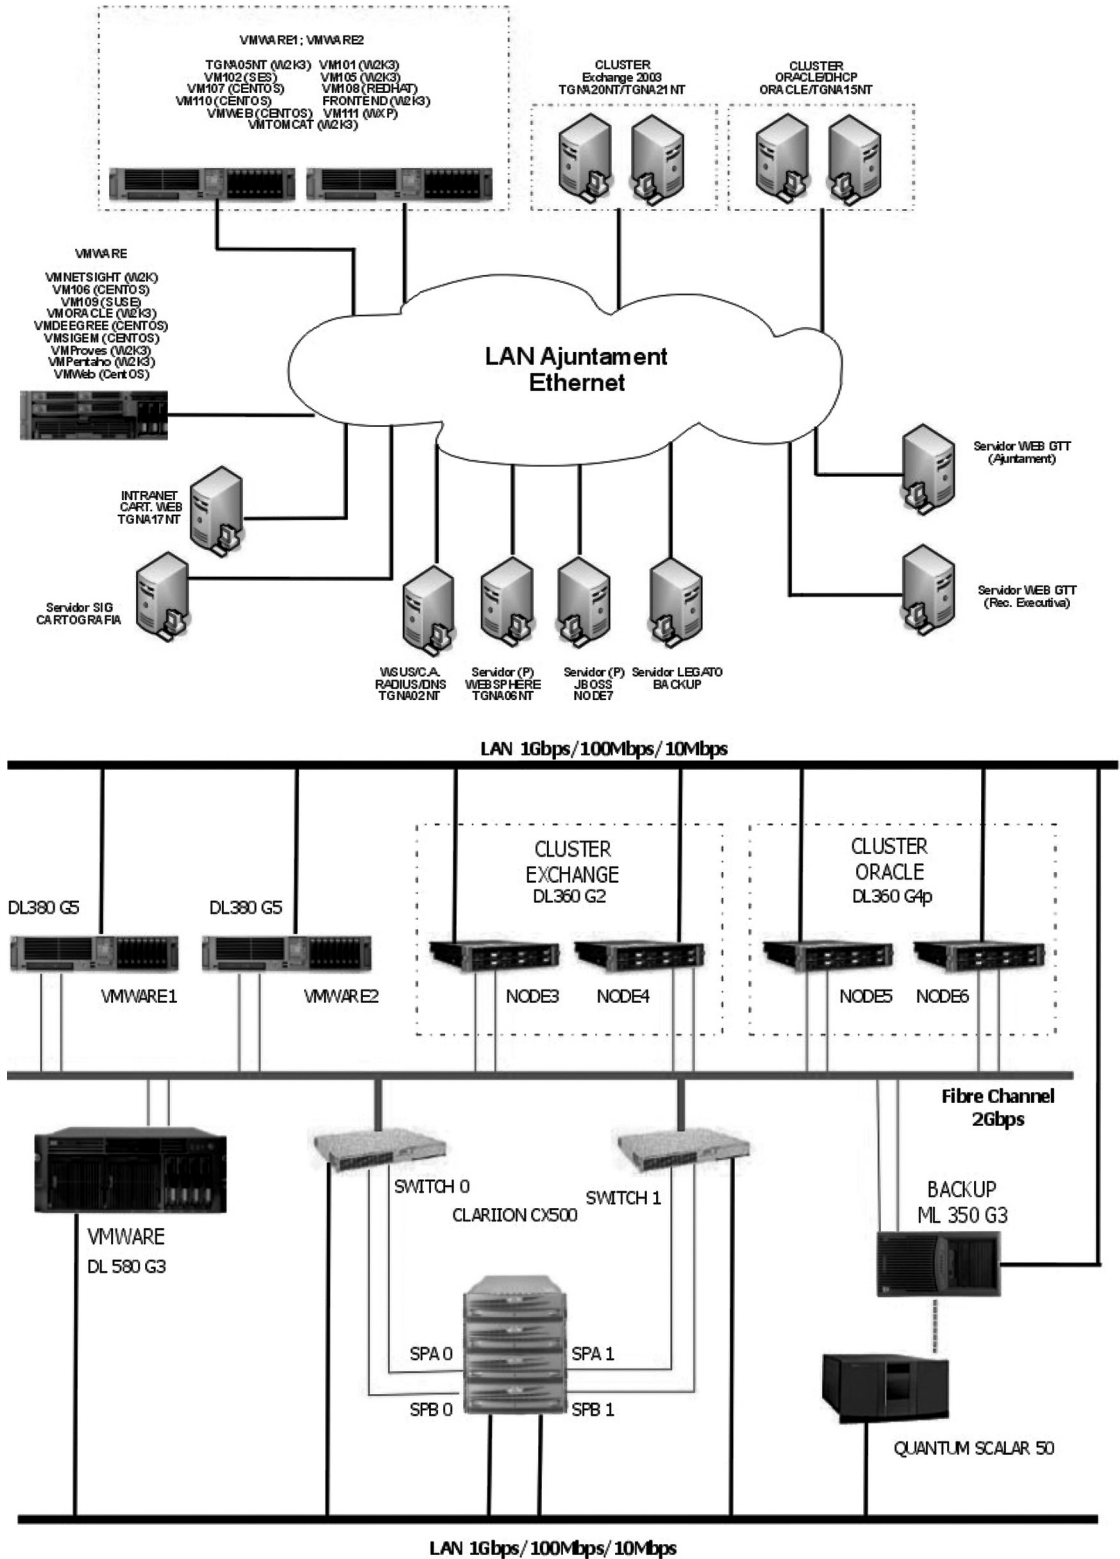 VMWARE1; VMWARE2
TGNA05NT (W2K3) VM101 (W2K3)
VM102 (SES) VM105 (W2K3)
VM107 (CENTOS) VM108 (REDHAT)
VM110 (CENTOS) FRONTEND (W2K3)
VMWEB (CENTOS) VM111 (WXP)
VMTOMCAT (W2K3)
CLUSTER
Exchange 2003
TGNA20NT/TGNA21NT
CLUSTER
ORACLE/DHCP
ORACLE/TGNA15NT
VMWARE
VMNETSIGHT (W2K)
VM106 (CENTOS)
VM109 (SUSE)
VMORACLE (W2K3)
VMDEEGREE (CENTOS)
VMSIGEM (CENTOS)
VMProves (W2K3)
VMPentaho (W2K3)
VMWeb (CentOS)
LAN Ajuntament
Ethernet
Servidor WEB GTT
(Ajuntament)
INTRANET
CART. WEB
TGNA17NT
Servidor WEB GTT
(Rec. Executiva)
Servidor SIG
CARTOGRAFIA
WSUS/C.A.
RADIUS/DNS
TGNA02NT
Servidor (P)
WEBSPHERE
TGNA06NT
Servidor (P)
JBOSS
NODE7
Servidor LEGATO
BACKUP
LAN 1Gbps/100Mbps/10Mbps
CLUSTER
EXCHANGE
DL360 G2
CLUSTER
ORACLE
DL360 G4p
DL380 G5
DL380 G5
VMWARE1
VMWARE2
NODE3
NODE4
NODE5
NODE6
Fibre Channel
2Gbps
SWITCH 0
SWITCH 1
CLARIION CX500
BACKUP
ML 350 G3
VMWARE
DL 580 G3
SPA 0
SPA 1
SPB 0
SPB 1
QUANTUM SCALAR 50
LAN 1Gbps/100Mbps/10Mbps